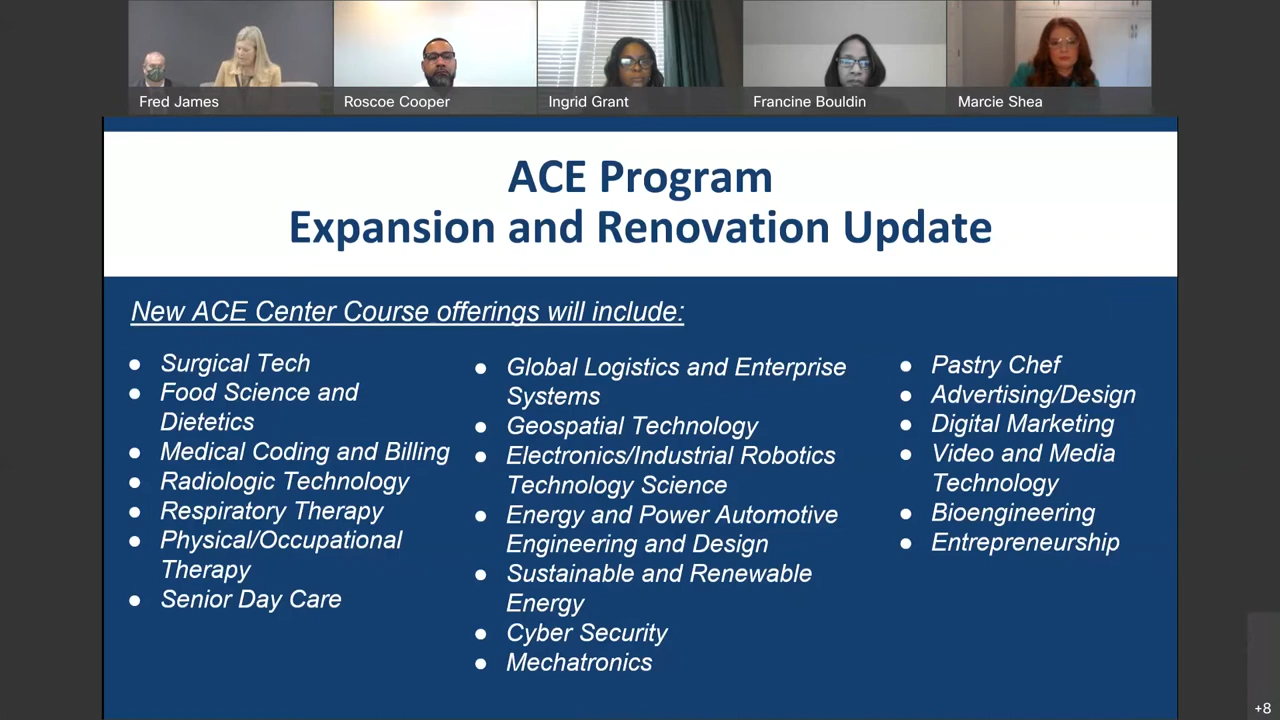 Fred James
Roscoe Cooper
Ingrid Grant
Francine Bouldin
Marcie Shea
ACE Program
Expansion and Renovation Update
New ACE Center Course offerings will include:
● Surgical Tech
● Food Science and
Dietetics
● Medical Coding and Billing
● Radiologic Technology
● Respiratory Therapy
● Physical/Occupational
Therapy
● Senior Day Care
● Global Logistics and Enterprise
Systems
● Geospatial Technology
● Electronics/Industrial Robotics
Technology Science
● Energy and Power Automotive
Engineering and Design
● Sustainable and Renewable
Energy
● Cyber Security
● Mechatronics
● Pastry Chef
● Advertising/Design
● Digital Marketing
● Video and Media
Technology
● Bioengineering
● Entrepreneurship
+8